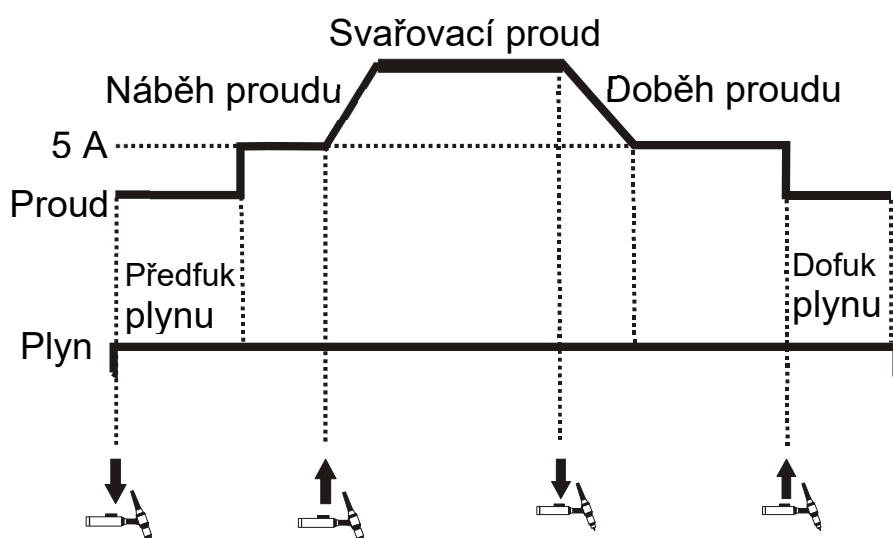 Svařovací proud
Náběh proudu
Doběh proudu
5 A
Proud
Předfuk
plynu
Dofuk
plynu
Plyn